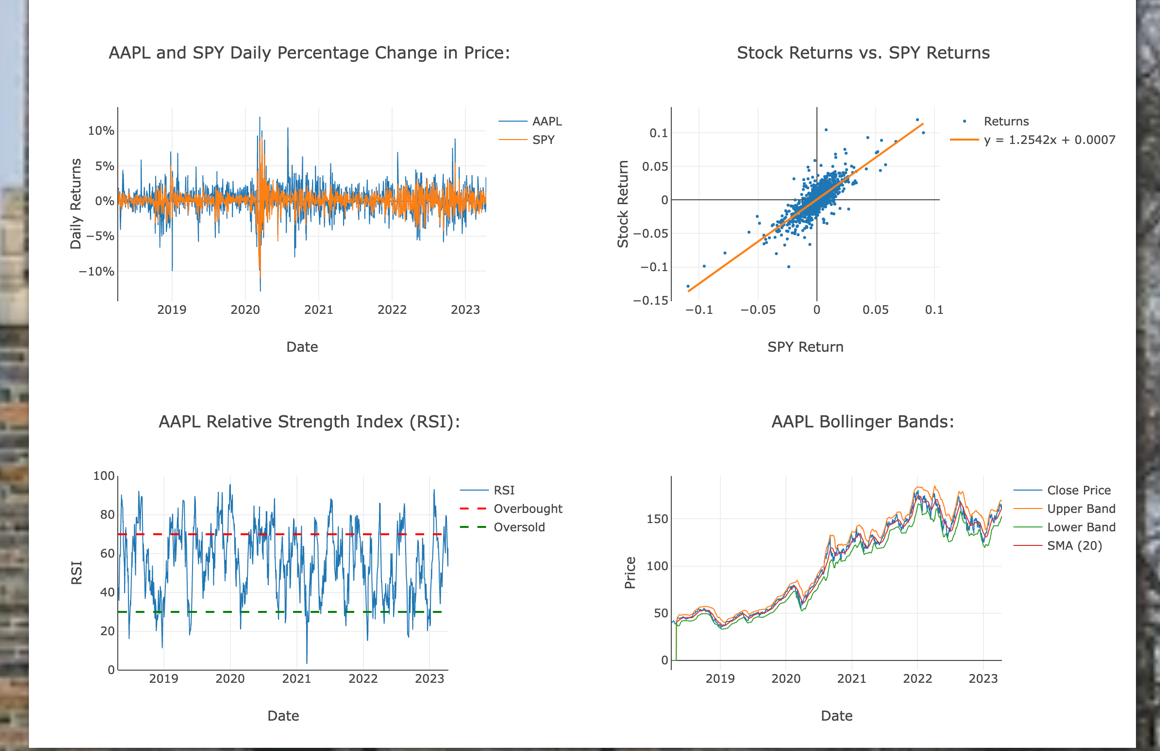 AAPL and SPY Daily Percentage Change in Price:
10%
5%
0%
−5%
−10%
Daily Returns
2019 2020 2021 2022 2023
Date
AAPL
SPY
Stock Returns vs. SPY Returns
0.1
0.05
0
−0.05
−0.1
−0.15
Stock Return
−0.1 −0.05 0 0.05 0.1
SPY Return
Returns
y = 1.2542x + 0.0007
AAPL Relative Strength Index (RSI):
100
80
60
40
20
0
RSI
2019 2020 2021 2022 2023
Date
RSI
Overbought
Oversold
AAPL Bollinger Bands:
150
100
50
0
Price
2019 2020 2021 2022 2023
Date
Close Price
Upper Band
Lower Band
SMA (20)